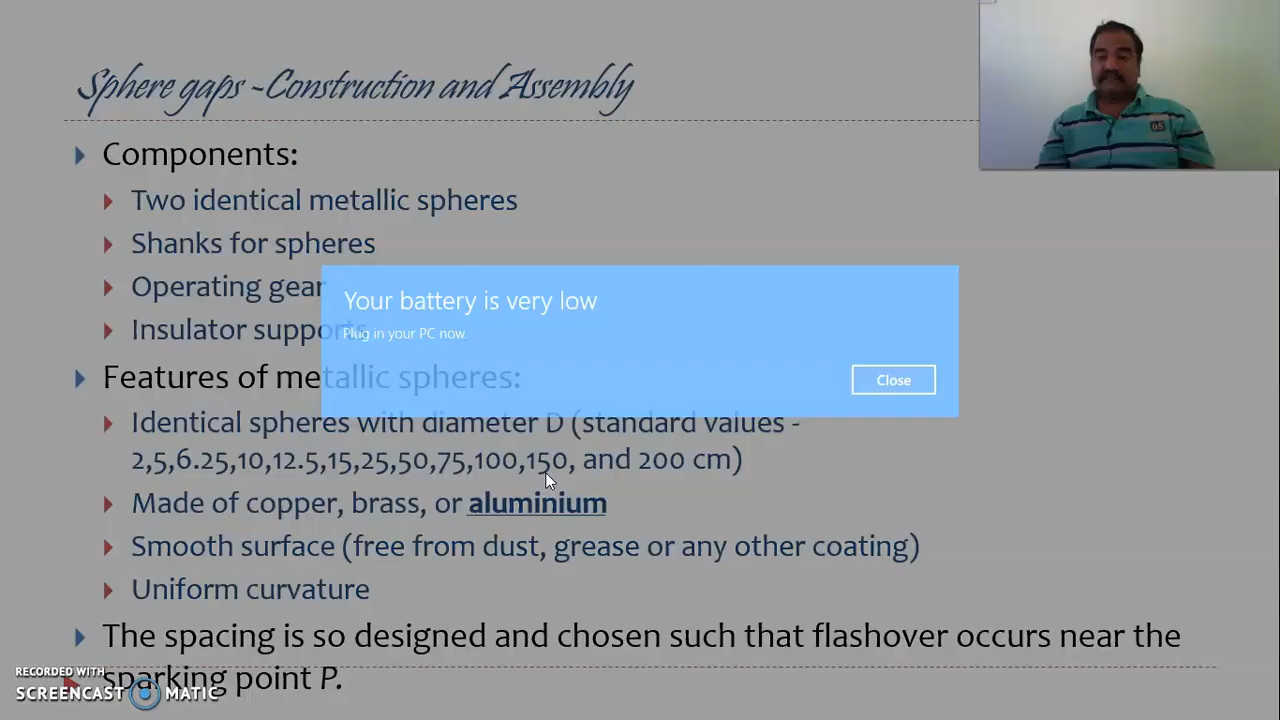 Sphere gaps -Construction and Assembly
Components:
Two identical metallic spheres
Shanks for spheres
Operating gear
Insulator supports
Your battery is very low
Plug in your PC now.
Close
Features of metallic spheres:
Identical spheres with diameter D (standard values -
2,5,6.25,10,12.5,15,25,50,75,100,150, and 200 cm)
Made of copper, brass, or aluminium
Smooth surface (free from dust, grease or any other coating)
Uniform curvature
The spacing is so designed and chosen such that flashover occurs near the
sparking point P.
RECORDED WITH
SCREENCAST MATIC
05